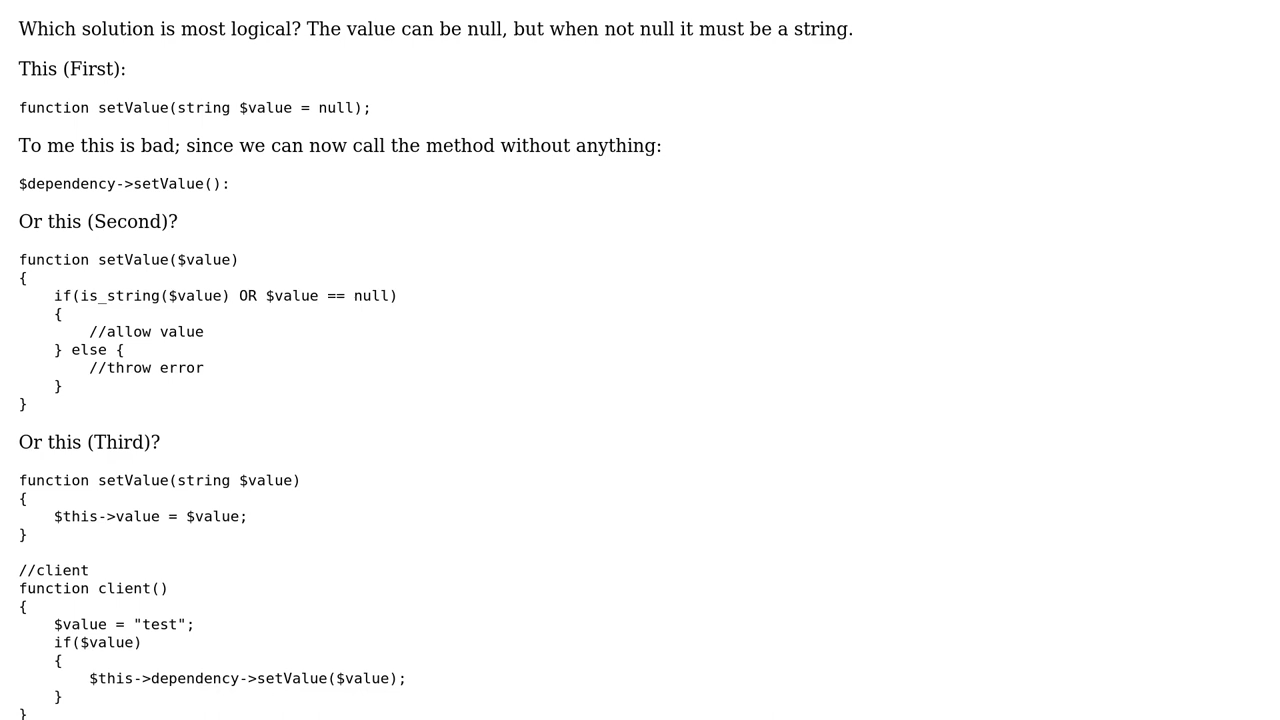 Which solution is most logical? The value can be null, but when not null it must be a string.
This (First):
function setValue(string $value = null);
To me this is bad; since we can now call the method without anything:
$dependency->setValue():
Or this (Second)?
function setValue($value)
{
    if(is_string($value) OR $value == null)
    {
        //allow value
    } else {
        //throw error
    }
}
Or this (Third)?
function setValue(string $value)
{
    $this->value = $value;
}
//client
function client()
{
    $value = "test";
    if($value)
    {
        $this->dependency->setValue($value);
    }
}